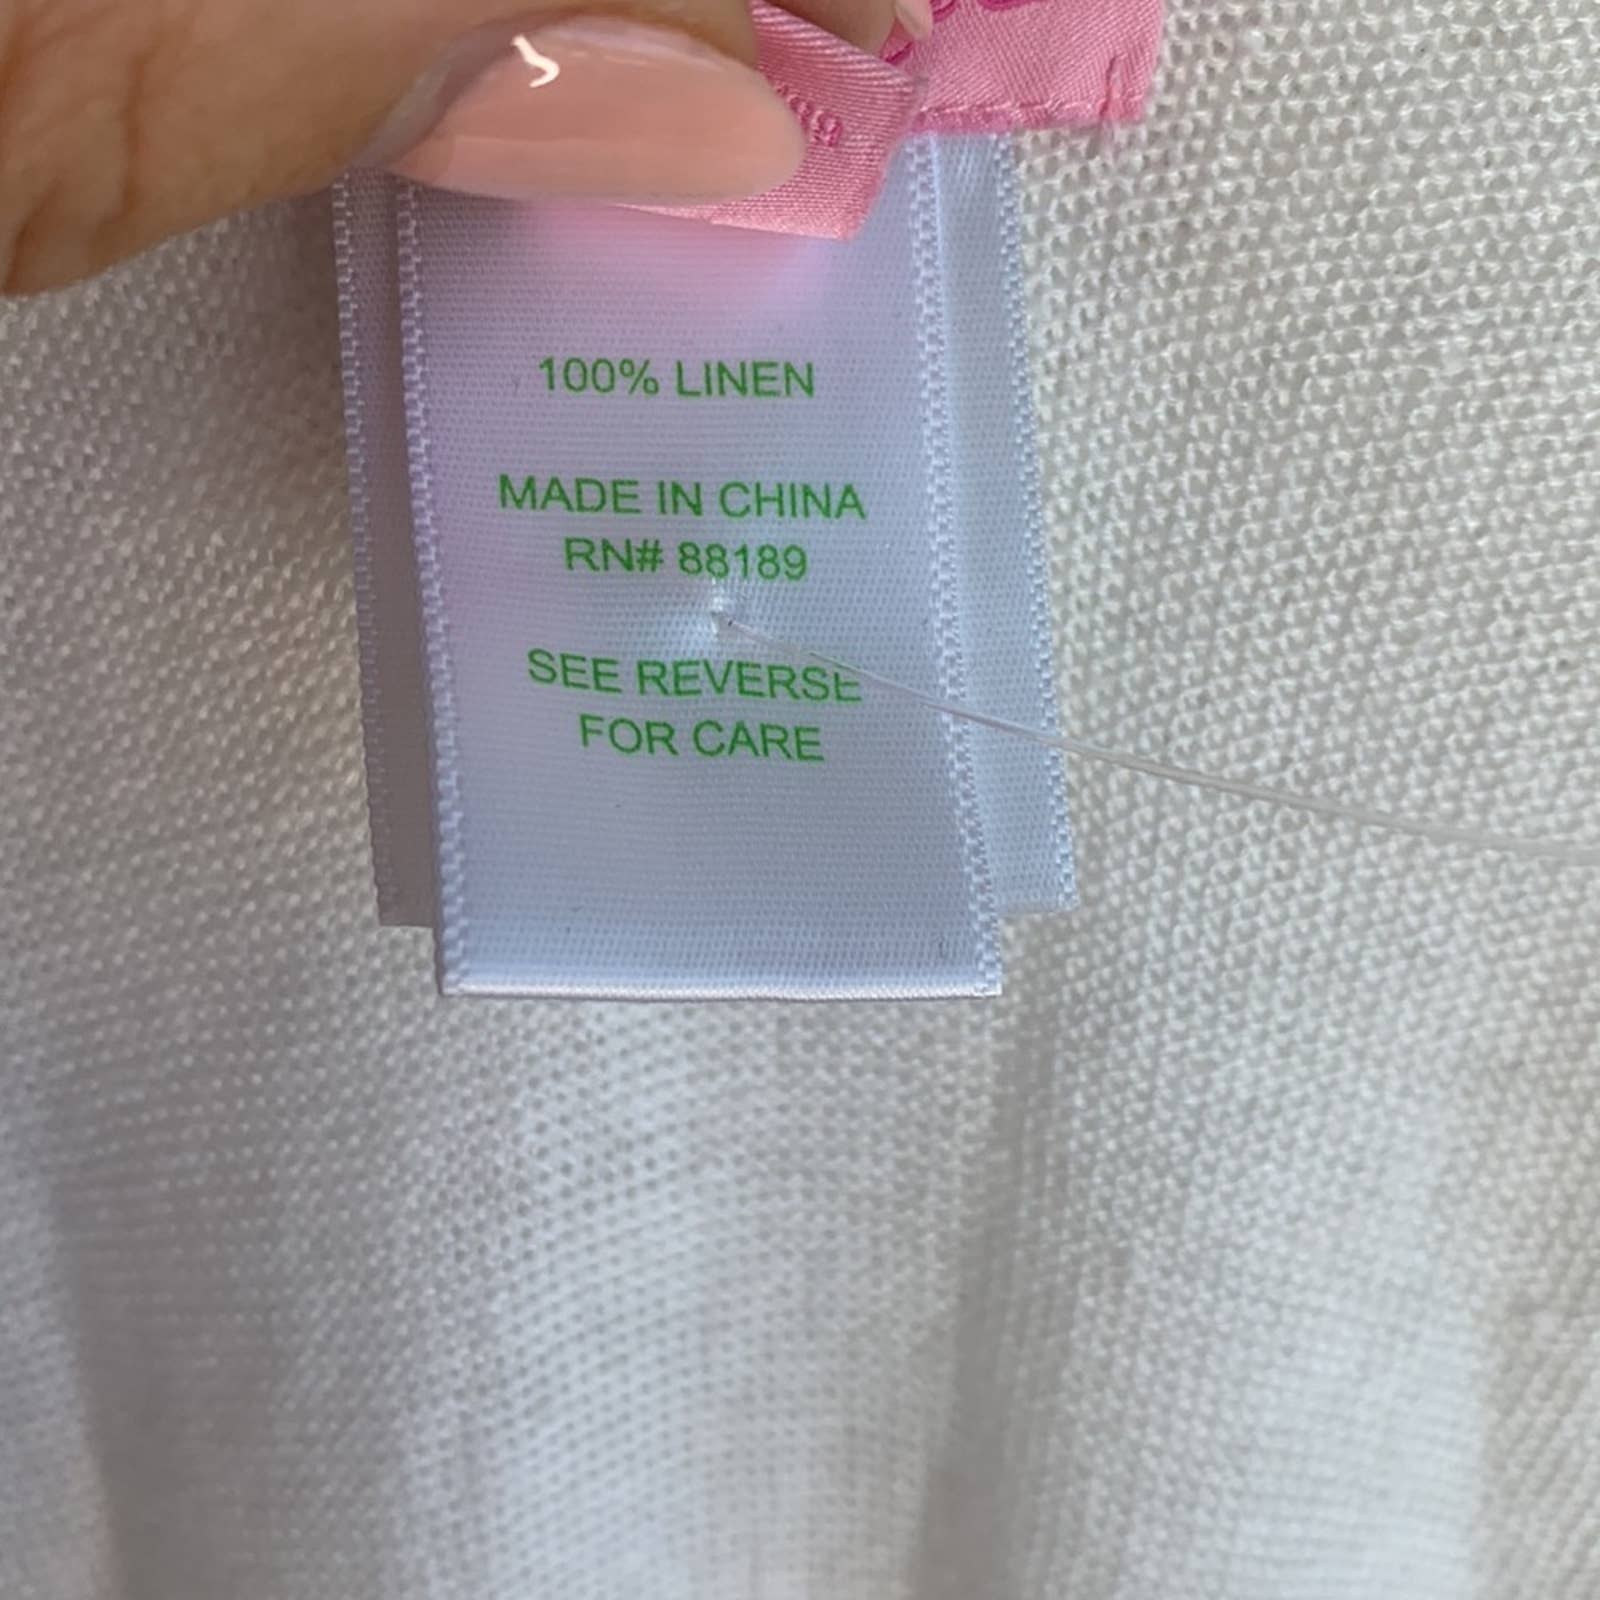 100% LINEN
MADE IN CHINA
RN# 88189
SEE REVERSE
FOR CARE